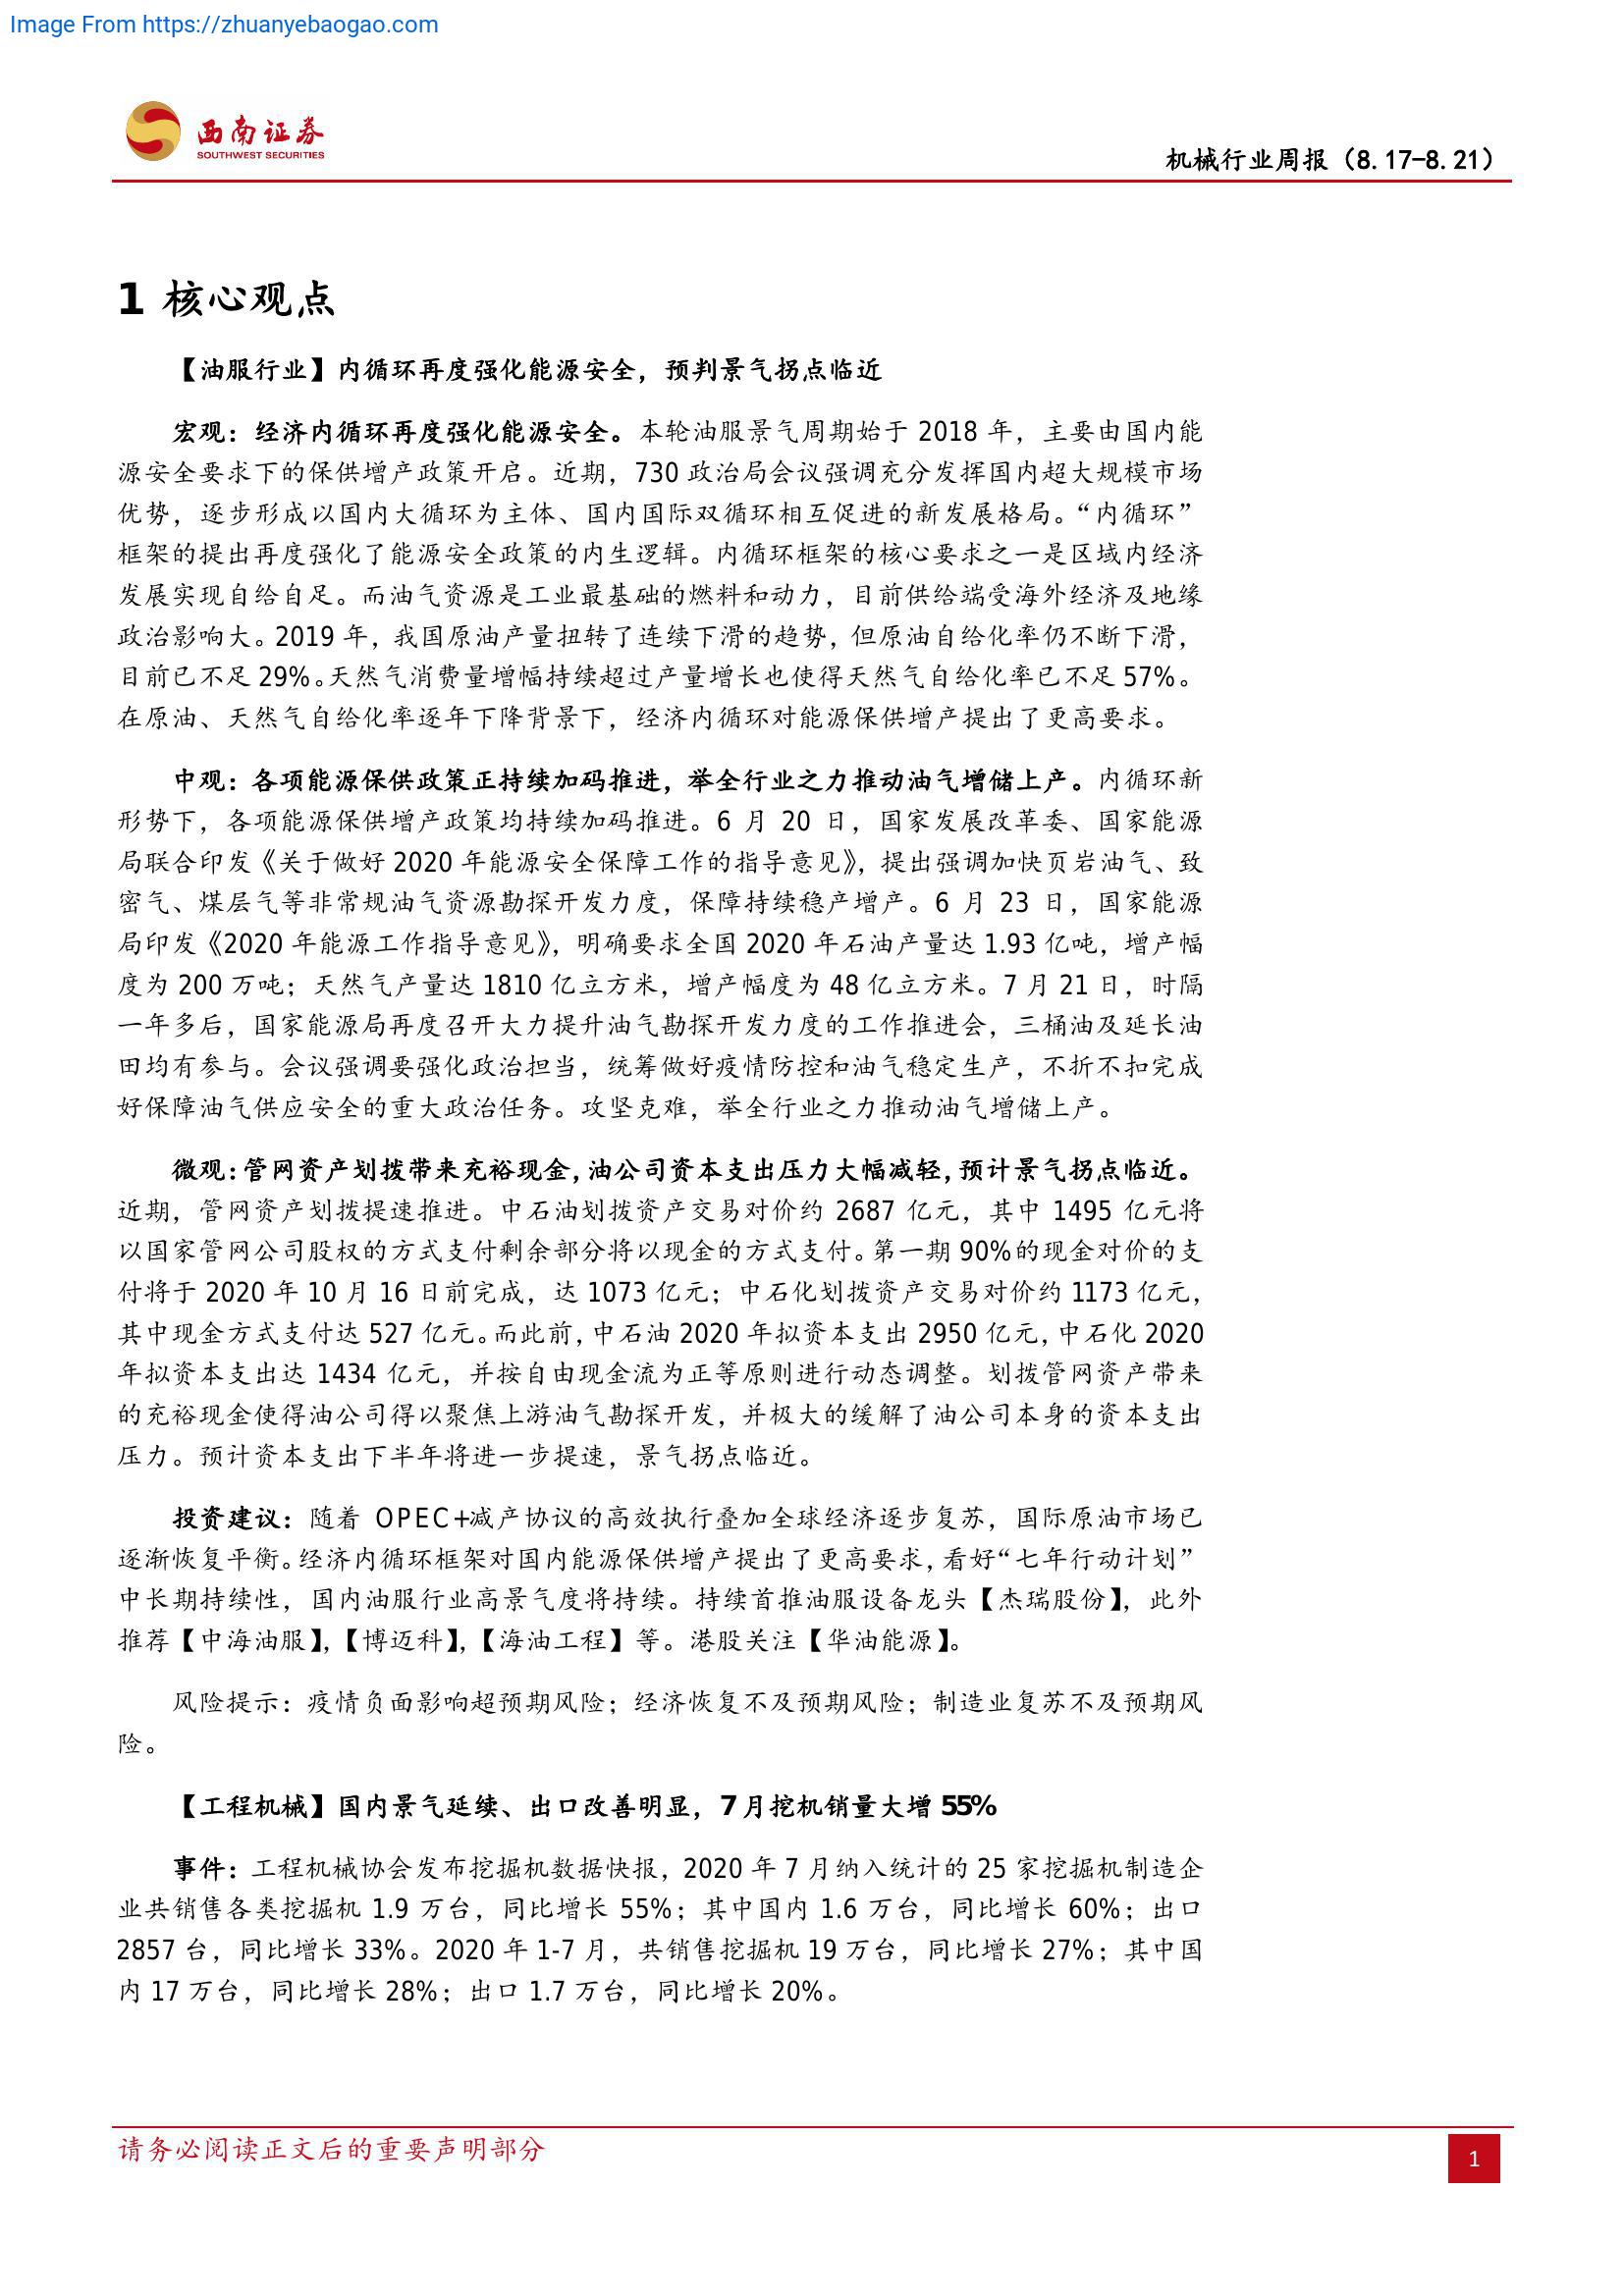 Image From https://zhuanyebaogao.com
西南证券
SOUTHWEST SECURITIES
机械行业周报（8.17-8.21）
1 核心观点
【油服行业】内循环再度强化能源安全，预判景气拐点临近
宏观：经济内循环再度强化能源安全。本轮油服景气周期始于 2018 年，主要由国内能
源安全要求下的保供增产政策开启。近期，730 政治局会议强调充分发挥国内超大规模市场
优势，逐步形成以国内大循环为主体、国内国际双循环相互促进的新发展格局。“内循环”
框架的提出再度强化了能源安全政策的内生逻辑。内循环框架的核心要求之一是区域内经济
发展实现自给自足。而油气资源是工业最基础的燃料和动力，目前供给端受海外经济及地缘
政治影响大。2019 年，我国原油产量扭转了连续下滑的趋势，但原油自给化率仍不断下滑，
目前已不足 29%。天然气消费量增幅持续超过产量增长也使得天然气自给化率已不足 57%。
在原油、天然气自给化率逐年下降背景下，经济内循环对能源保供增产提出了更高要求。
中观：各项能源保供政策正持续加码推进，举全行业之力推动油气增储上产。内循环新
形势下，各项能源保供增产政策均持续加码推进。6 月 20 日，国家发展改革委、国家能源
局联合印发《关于做好 2020 年能源安全保障工作的指导意见》，提出强调加快页岩油气、致
密气、煤层气等非常规油气资源勘探开发力度，保障持续稳产增产。6 月 23 日，国家能源
局印发《2020 年能源工作指导意见》，明确要求全国 2020 年石油产量达 1.93 亿吨，增产幅
度为 200 万吨；天然气产量达 1810 亿立方米，增产幅度为 48 亿立方米。7 月 21 日，时隔
一年多后，国家能源局再度召开大力提升油气勘探开发力度的工作推进会，三桶油及延长油
田均有参与。会议强调要强化政治担当，统筹做好疫情防控和油气稳定生产，不折不扣完成
好保障油气供应安全的重大政治任务。攻坚克难，举全行业之力推动油气增储上产。
微观：管网资产划拨带来充裕现金，油公司资本支出压力大幅减轻，预计景气拐点临近。
近期，管网资产划拨提速推进。中石油划拨资产交易对价约 2687 亿元，其中 1495 亿元将
以国家管网公司股权的方式支付剩余部分将以现金的方式支付。第一期 90%的现金对价的支
付将于 2020 年 10 月 16 日前完成，达 1073 亿元；中石化划拨资产交易对价约 1173 亿元，
其中现金方式支付达 527 亿元。而此前，中石油 2020 年拟资本支出 2950 亿元，中石化 2020
年拟资本支出达 1434 亿元，并按自由现金流为正等原则进行动态调整。划拨管网资产带来
的充裕现金使得油公司得以聚焦上游油气勘探开发，并极大的缓解了油公司本身的资本支出
压力。预计资本支出下半年将进一步提速，景气拐点临近。
投资建议：随着 OPEC+减产协议的高效执行叠加全球经济逐步复苏，国际原油市场已
逐渐恢复平衡。经济内循环框架对国内能源保供增产提出了更高要求，看好“七年行动计划”
中长期持续性，国内油服行业高景气度将持续。持续首推油服设备龙头【杰瑞股份】，此外
推荐【中海油服】，【博迈科】，【海油工程】等。港股关注【华油能源】。
风险提示：疫情负面影响超预期风险；经济恢复不及预期风险；制造业复苏不及预期风
险。
【工程机械】国内景气延续、出口改善明显，7 月挖机销量大增 55%
事件：工程机械协会发布挖掘机数据快报，2020 年 7 月纳入统计的 25 家挖掘机制造企
业共销售各类挖掘机 1.9 万台，同比增长 55%；其中国内 1.6 万台，同比增长 60%；出口
2857 台，同比增长 33%。2020 年 1-7 月，共销售挖掘机 19 万台，同比增长 27%；其中国
内 17 万台，同比增长 28%；出口 1.7 万台，同比增长 20%。
请务必阅读正文后的重要声明部分
1